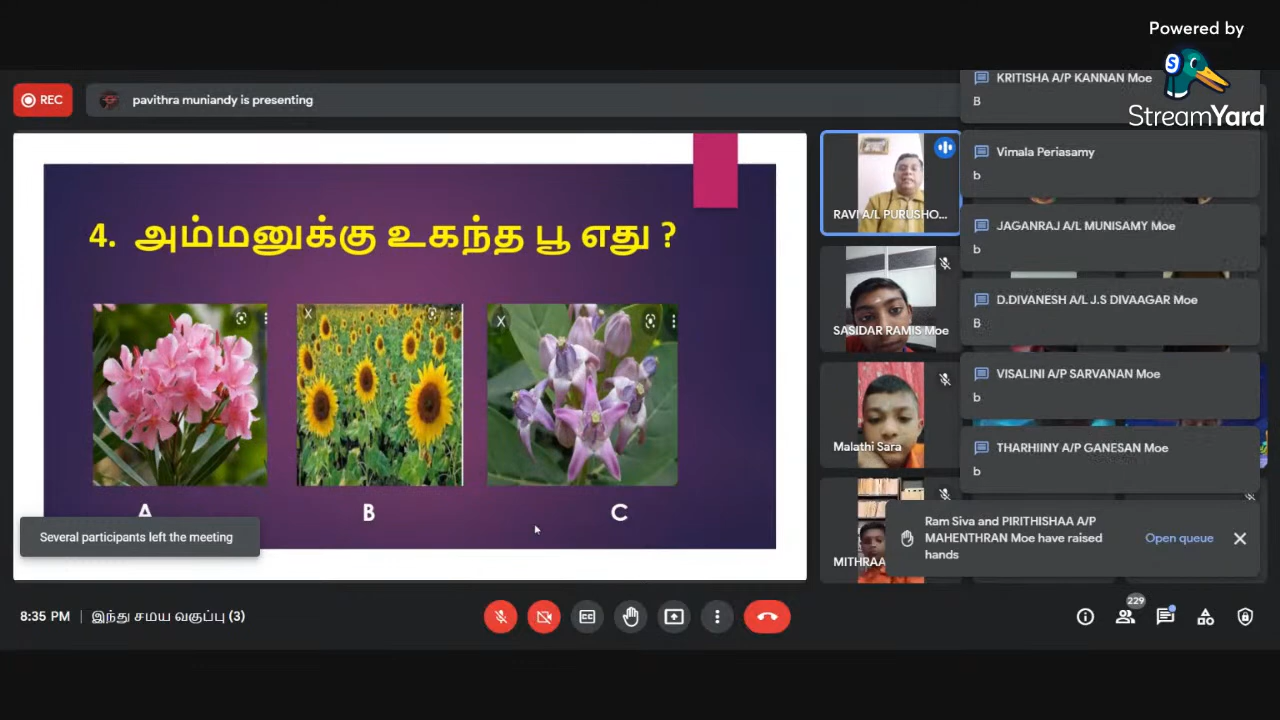 Powered by
StreamYard
REC
pavithra muniandy is presenting
4. அம்மனுக்கு உகந்த பூ எது ?
X
X
A
B
C
Several participants left the meeting
RAVI A/L PURUSHO...
SASIDAR RAMIS Moe
Malathi Sara
MITHRAA
KRITISHA A/P KANNAN Moe
B
Vimala Periasamy
b
JAGANRAJ A/L MUNISAMY Moe
b
D.DIVANESH A/L J.S DIVAAGAR Moe
B
VISALINI A/P SARVANAN Moe
b
THARHIINY A/P GANESAN Moe
b
Ram Siva and PIRITHISHAA A/P
MAHENTHRAN Moe have raised
hands
Open queue
8:35 PM | இந்து சமய வகுப்பு (3)
229